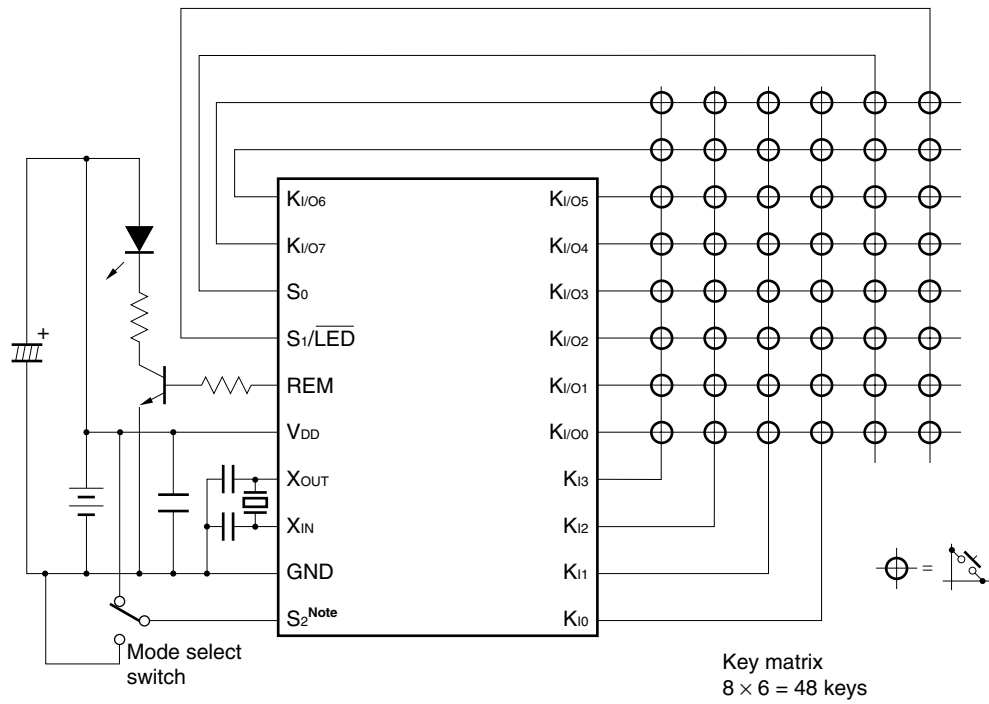 KI/O6 KI/O5
KI/O7 KI/O4
S0 KI/O3
S1/LED KI/O2
+
REM KI/O1
VDD KI/O0
XOUT KI3
XIN KI2
GND KI1
=
S2Note KI0
Mode select
switch
Key matrix
8 × 6 = 48 keys